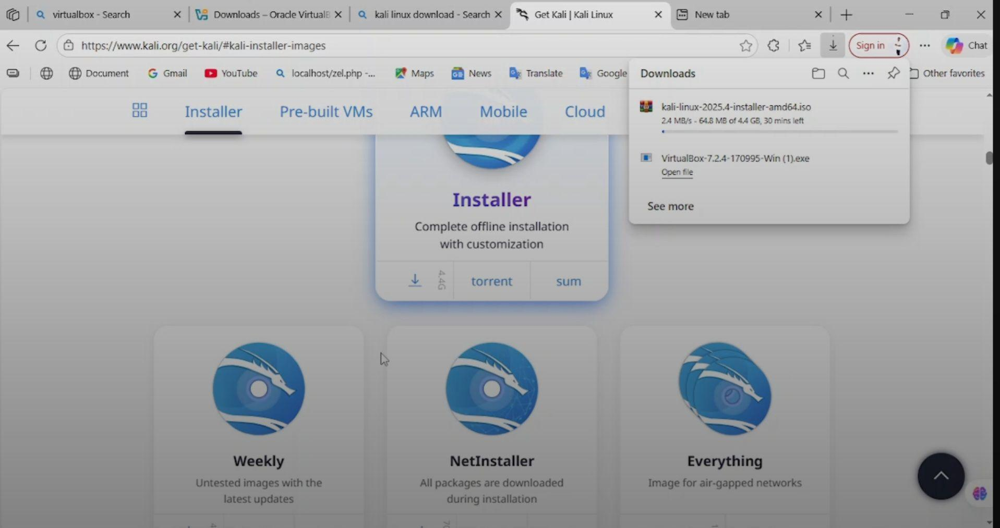 virtualbox - Search
Downloads – Oracle VirtualB
kali linux download - Search
Get Kali | Kali Linux
New tab
https://www.kali.org/get-kali/#kali-installer-images
Sign in
Chat
Document
Gmail
YouTube
localhost/zel.php -...
Maps
News
Translate
Google
Other favorites
Downloads
kali-linux-2025.4-installer-amd64.iso
2.4 MB/s - 64.8 MB of 4.4 GB, 30 mins left
VirtualBox-7.2.4-170995-Win (1).exe
Open file
See more
Installer
Pre-built VMs
ARM
Mobile
Cloud
Installer
Complete offline installation
with customization
4.4G
torrent
sum
Weekly
Untested images with the
latest updates
NetInstaller
All packages are downloaded
during installation
Everything
Image for air-gapped networks